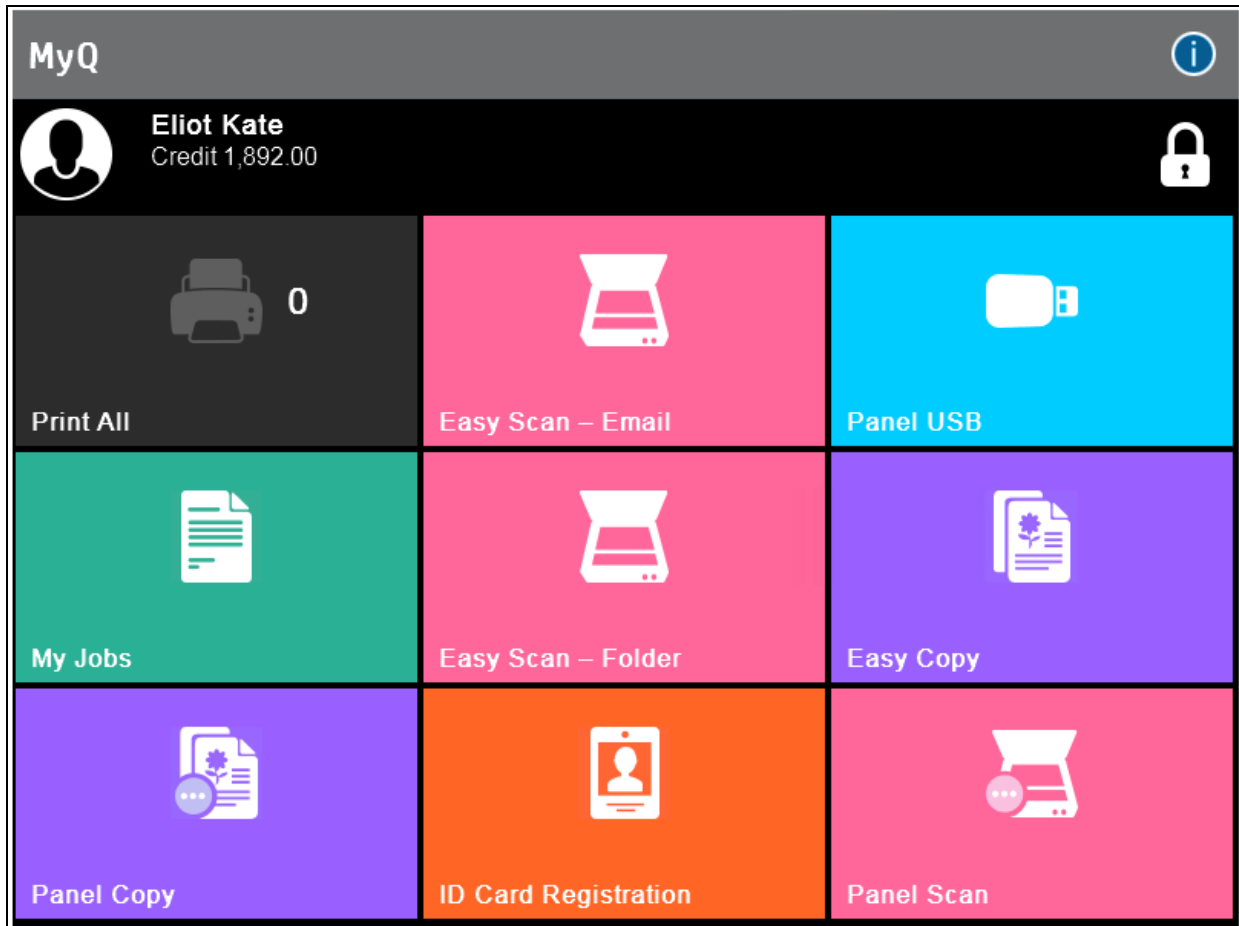 MyQ
i
Eliot Kate
Credit 1,892.00
0
Print All
Easy Scan – Email
Panel USB
My Jobs
Easy Scan – Folder
Easy Copy
Panel Copy
ID Card Registration
Panel Scan